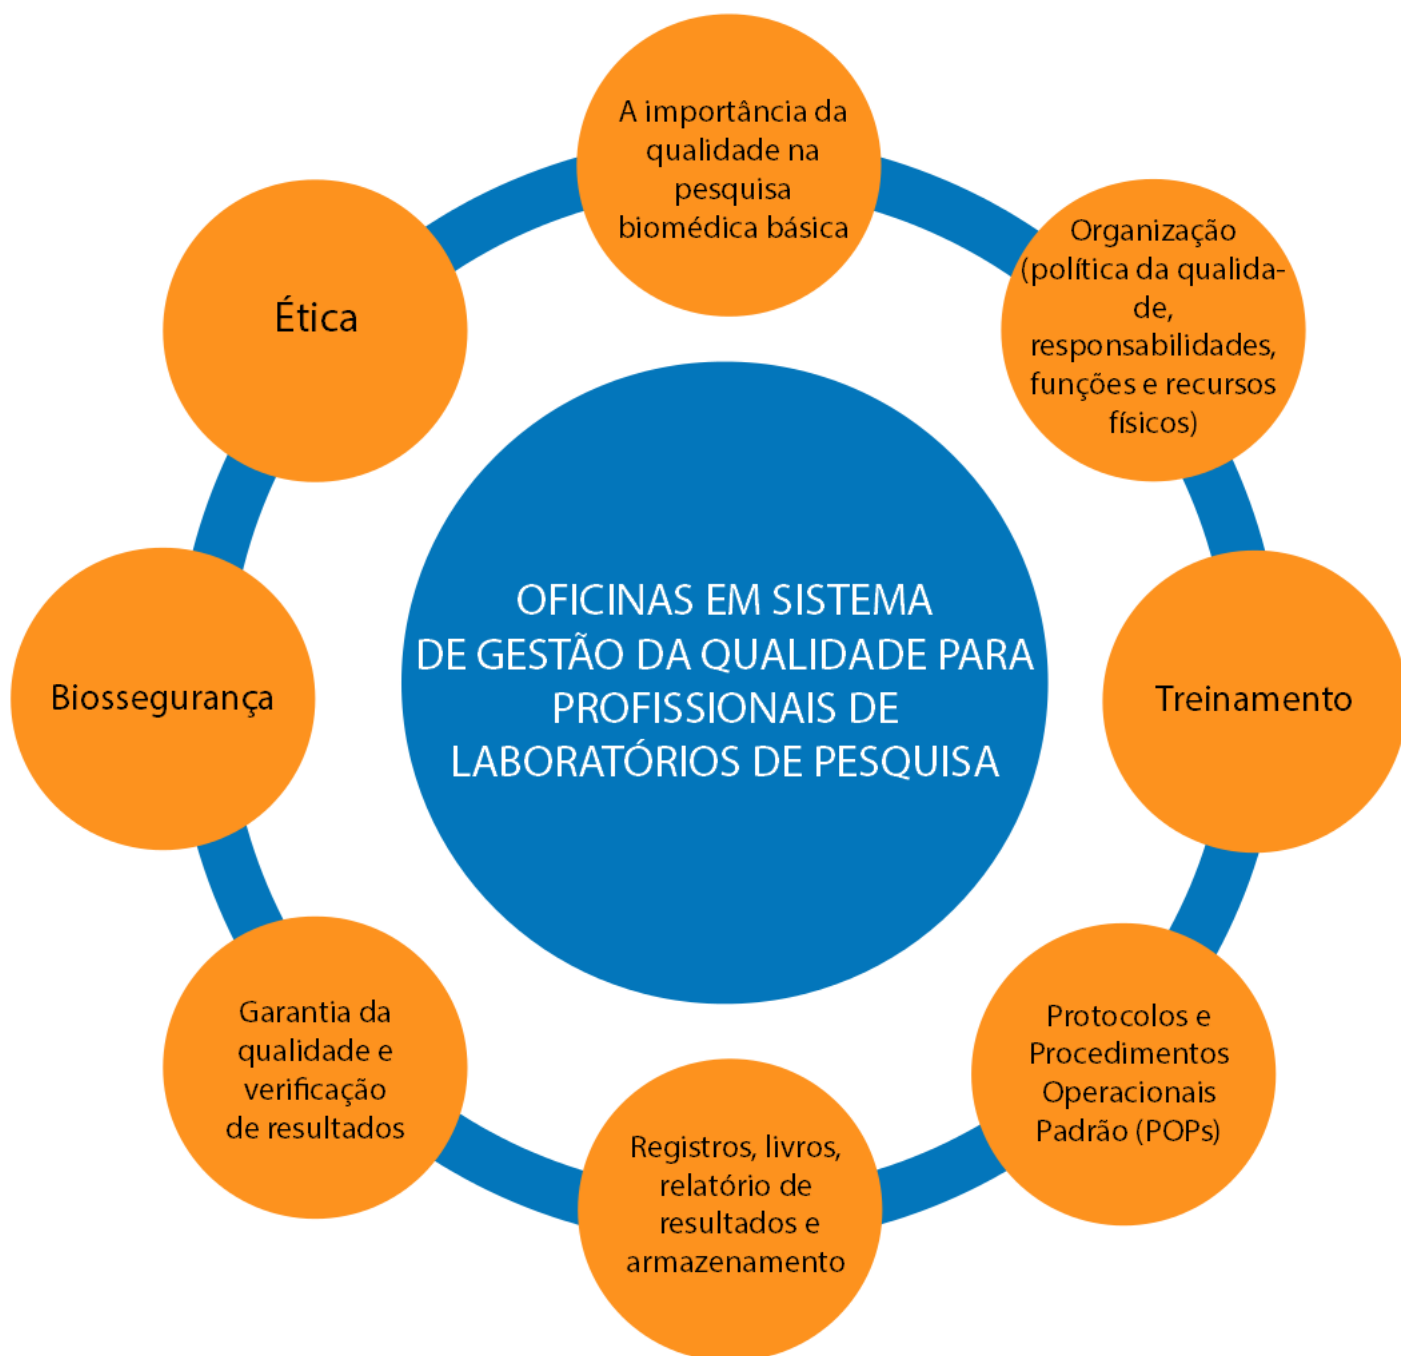 A importância da
qualidade na
pesquisa
biomédica básica
Organização
(política da qualida-
de,
responsabilidades,
funções e recursos
físicos)
Treinamento
Protocolos e
Procedimentos
Operacionais
Padrão (POPs)
Registros, livros,
relatório de
resultados e
armazenamento
Garantia da
qualidade e
verificação
de resultados
Biossegurança
Ética
OFICINAS EM SISTEMA
DE GESTÃO DA QUALIDADE PARA
PROFISSIONAIS DE
LABORATÓRIOS DE PESQUISA